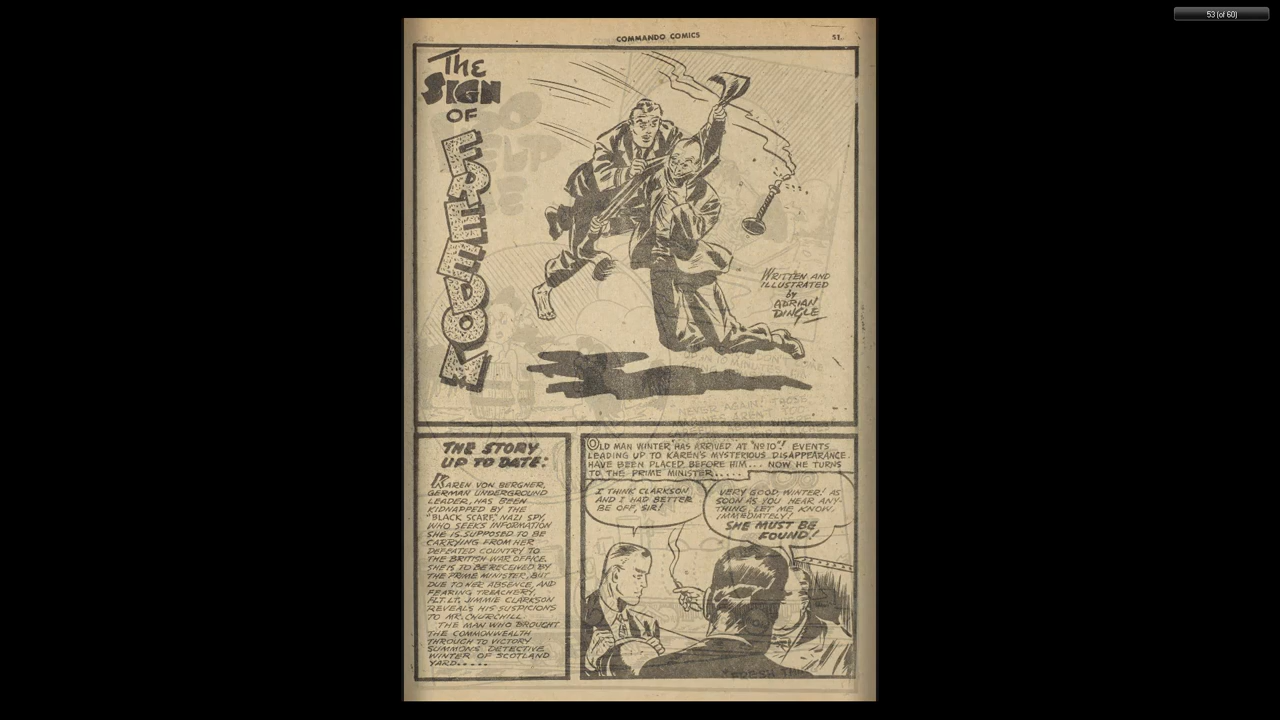 53 (of 60)
COMMANDO COMICS
51
The
SIGN
OF
FREEDOM
WRITTEN AND
ILLUSTRATED
by
ADRIAN
DINGLE
THE STORY
UP TO DATE:
KAREN VON BERGNER,
GERMAN UNDERGROUND
LEADER, HAS BEEN
KIDNAPPED BY THE
"BLACK SCARF," NAZI SPY,
WHO SEEKS INFORMATION
SHE IS SUPPOSED TO BE
CARRYING FROM HER
DEFEATED COUNTRY TO
THE BRITISH WAR OFFICE.
SHE IS TO BE RECEIVED BY
THE PRIME MINISTER, BUT
DUE TO HER ABSENCE, AND
FEARING TREACHERY,
FLT. LT. JIMMIE CLARKSON
REVEALS HIS SUSPICIONS
TO MR. CHURCHILL.
THE MAN WHO BROUGHT
THE COMMONWEALTH
THROUGH TO VICTORY
SUMMONS DETECTIVE
WINTER OF SCOTLAND
YARD.....
OLD MAN WINTER HAS ARRIVED AT "NO 10"! EVENTS
LEADING UP TO KAREN'S MYSTERIOUS DISAPPEARANCE
HAVE BEEN PLACED BEFORE HIM... NOW HE TURNS
TO THE PRIME MINISTER.....
I THINK CLARKSON
AND I HAD BETTER
BE OFF, SIR!
VERY GOOD, WINTER! AS
SOON AS YOU HEAR ANY-
THING, LET ME KNOW,
IMMEDIATELY!
SHE MUST BE
FOUND!